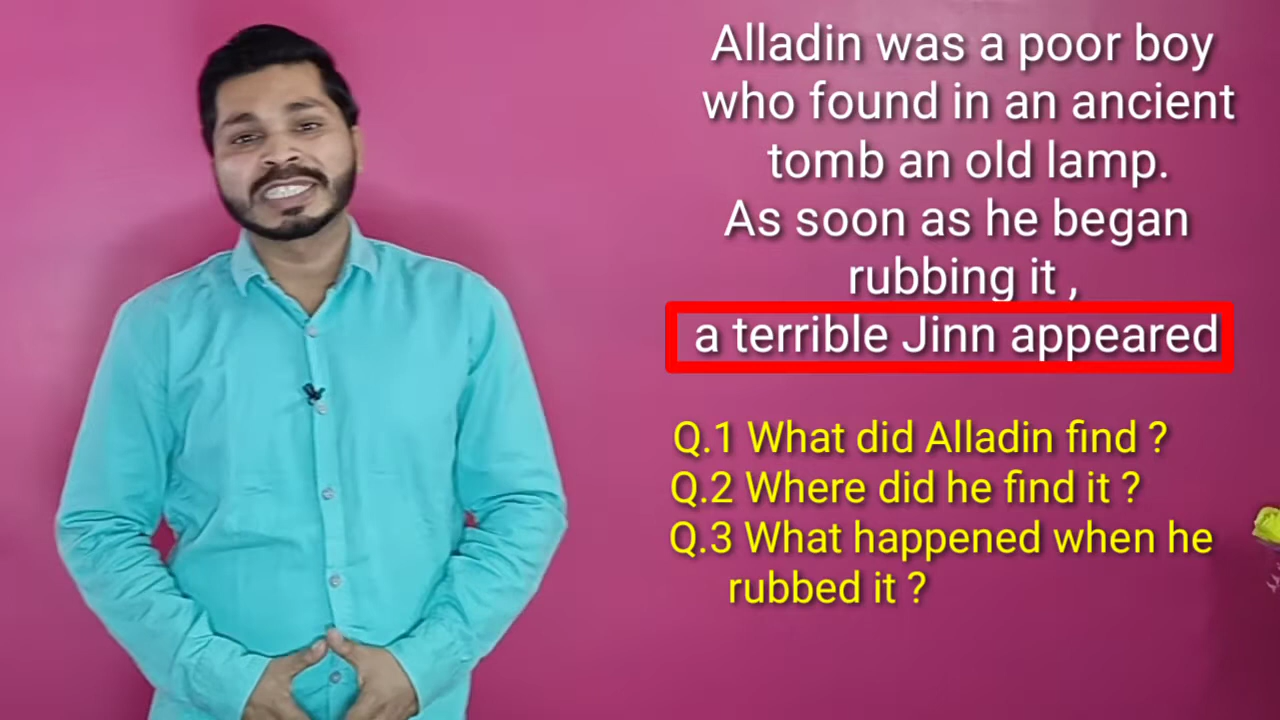 Alladin was a poor boy
who found in an ancient
tomb an old lamp.
As soon as he began
rubbing it ,
a terrible Jinn appeared
Q.1 What did Alladin find ?
Q.2 Where did he find it ?
Q.3 What happened when he
rubbed it ?